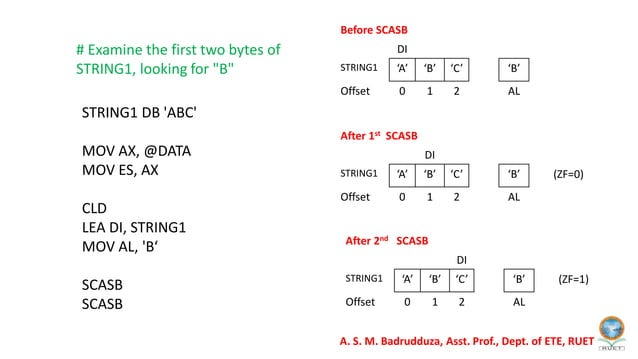 # Examine the first two bytes of
STRING1, looking for "B"
STRING1 DB 'ABC'
MOV AX, @DATA
MOV ES, AX
CLD
LEA DI, STRING1
MOV AL, 'B‘
SCASB
SCASB
Before SCASB
DI
STRING1 ‘A’ ‘B’ ‘C’ ‘B’
Offset 0 1 2 AL
After 1st SCASB
DI
STRING1 ‘A’ ‘B’ ‘C’ ‘B’ (ZF=0)
Offset 0 1 2 AL
After 2nd SCASB
DI
STRING1 ‘A’ ‘B’ ‘C’ ‘B’ (ZF=1)
Offset 0 1 2 AL
A. S. M. Badrudduza, Asst. Prof., Dept. of ETE, RUET
RUET